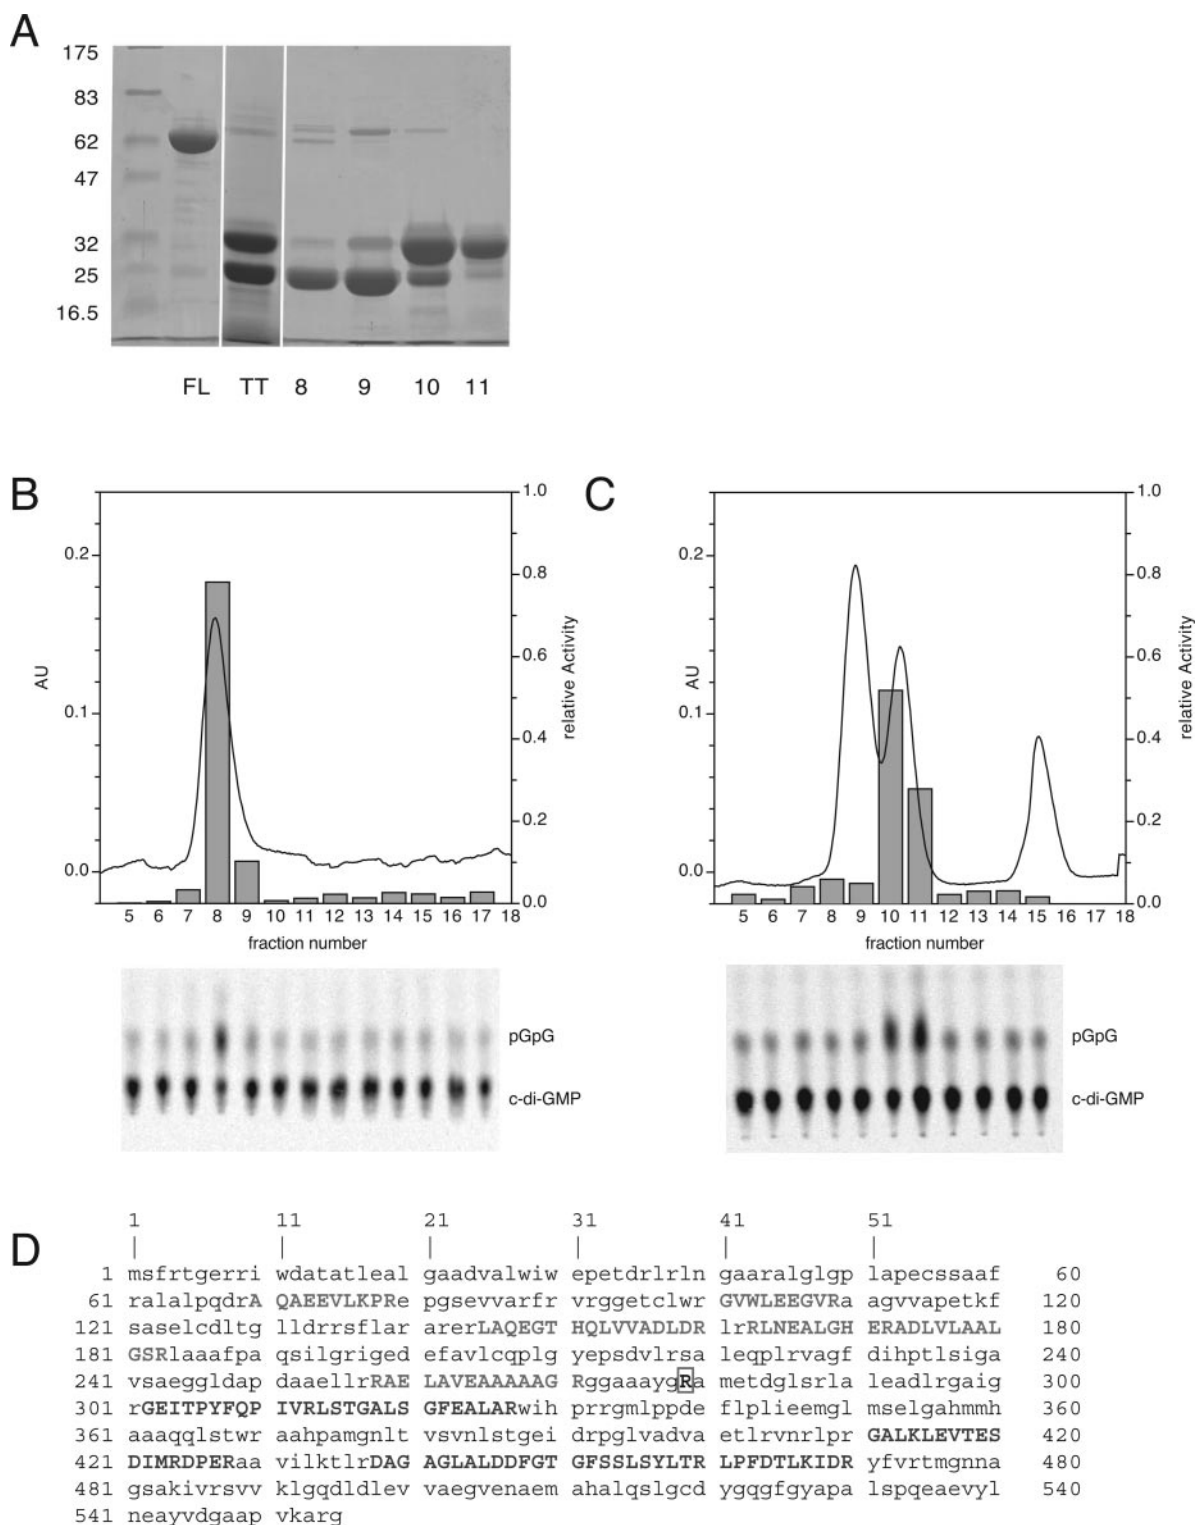 A
175
83
62
47
32
25
16.5
FL TT 8 9 10 11
B
C
1.0
0.8
0.6
0.4
0.2
0.0
0.2
0.1
0.0
AU
relative Activity
5 6 7 8 9 10 11 12 13 14 15 16 17 18
fraction number
1.0
0.8
0.6
0.4
0.2
0.0
0.2
0.1
0.0
AU
relative Activity
5 6 7 8 9 10 11 12 13 14 15 16 17 18
fraction number
pGpG
c-di-GMP
pGpG
c-di-GMP
D
1 11 21 31 41 51
1 msfrtgerri wdatatleal gaadvalwiw epetdrlrln gaaralglgp lapecssaaf 60
61 ralalpqdrA QAEEVLKPRe pgsevvarfr vrggetclwr GVWLEEGVRa agvvapetkf 120
121 saselcdltg lldrrsflar arerLAQEGT HQLVVADLDR lrRLNEALGH ERADLVLAAL 180
181 GSRlaaafpa qsilgriged efavlcqplg yepsdvlrsa leqplrvagf dihptlsiga 240
241 vsaeggldap daaellrRAE LAVEAAAAAG RggaaaygRa metdglsrla leadlrgaig 300
301 rGEITPYFQP IVRLSTGALS GFEALARwih prrgmlppde flplieemgl mselgahmmh 360
361 aaaqqlstwr aahpamgnlt vsvnlstgei drpglvadva etlrvnrlpr GALKLEVTES 420
421 DIMRDPERaa vilktlrDAG AGLALDDFGT GFSSLSYLTR LPFDTLKIDR yfvrtmgnna 480
481 gsakivrsvv klgqdldlev vaegvenaem ahalqslgcd ygqgfgyapa lspqeaevyl 540
541 neayvdgaap vkarg